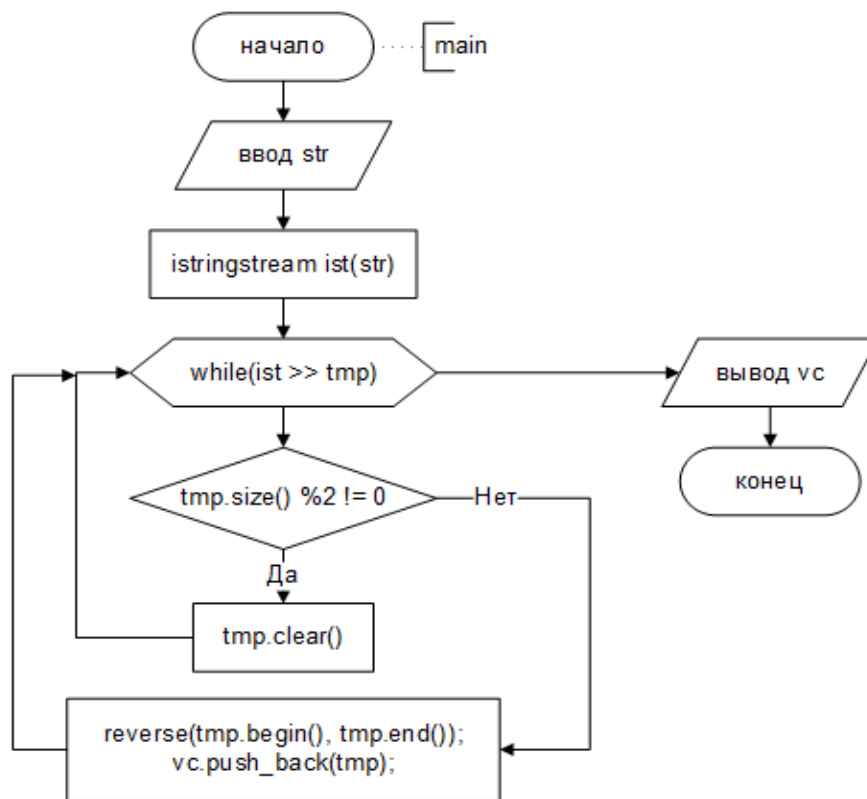 начало
main
ввод str
istringstream ist(str)
while(ist >> tmp)
вывод vc
tmp.size() %2 != 0
Нет
конец
Да
tmp.clear()
reverse(tmp.begin(), tmp.end());
vc.push_back(tmp);